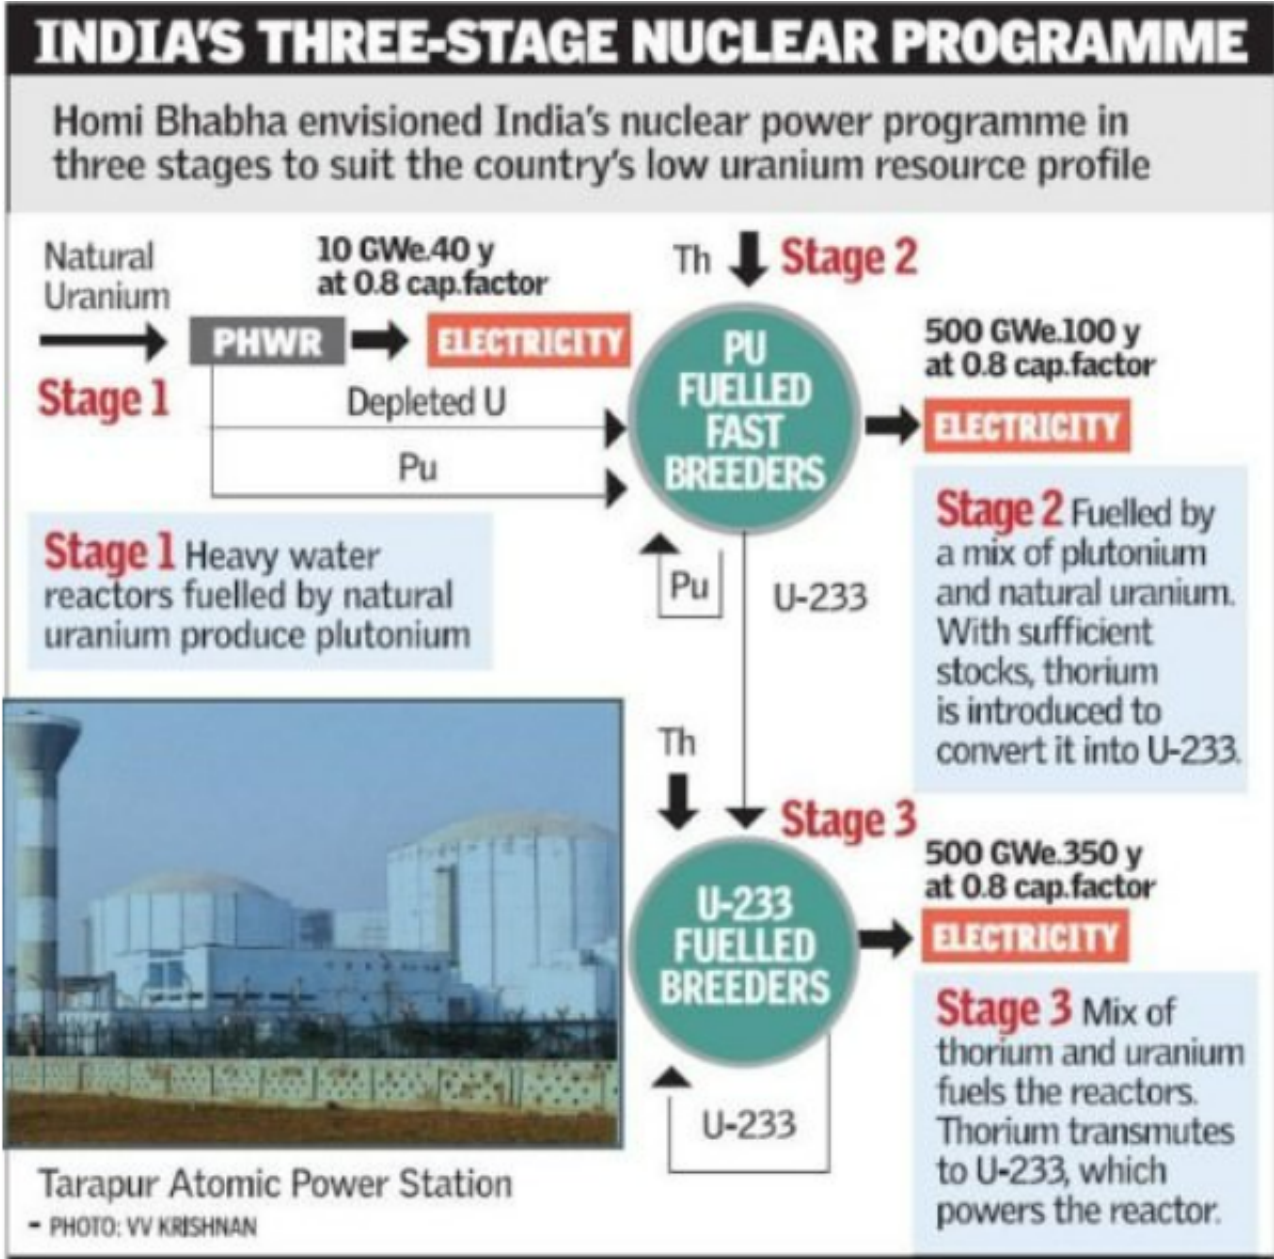 INDIA'S THREE-STAGE NUCLEAR PROGRAMME
Homi Bhabha envisioned India's nuclear power programme in
three stages to suit the country's low uranium resource profile
Natural
Uranium
Stage 1
PHWR
10 GWe.40 y
at 0.8 cap.factor
ELECTRICITY
Depleted U
Pu
Th
Stage 2
PU
FUELLED
FAST
BREEDERS
500 GWe.100 y
at 0.8 cap.factor
ELECTRICITY
Stage 1 Heavy water
reactors fuelled by natural
uranium produce plutonium
Pu
U-233
Stage 2 Fuelled by
a mix of plutonium
and natural uranium.
With sufficient
stocks, thorium
is introduced to
convert it into U-233.
Th
Stage 3
U-233
FUELLED
BREEDERS
500 GWe.350 y
at 0.8 cap.factor
ELECTRICITY
U-233
Stage 3 Mix of
thorium and uranium
fuels the reactors.
Thorium transmutes
to U-233, which
powers the reactor.
Tarapur Atomic Power Station
- PHOTO: VV KRISHNAN